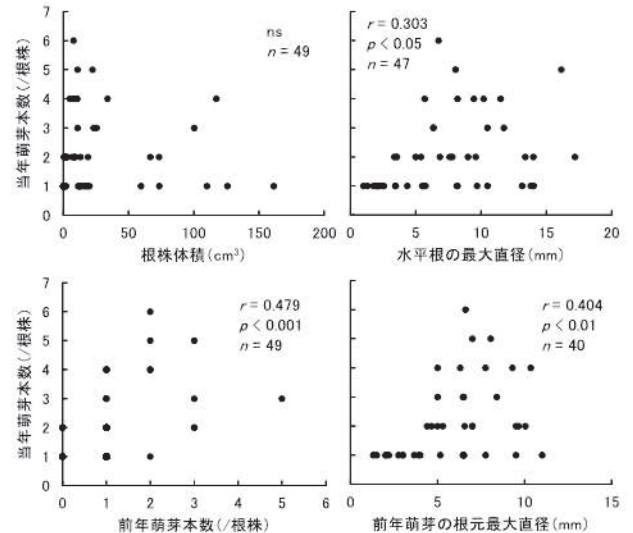 7
6
5
4
3
2
1
0
当年萌芽本数(/根株)
ns
n = 49
0 50 100 150 200
根株体積(cm³)
r = 0.303
p < 0.05
n = 47
0 5 10 15 20
水平根の最大直径(mm)
7
6
5
4
3
2
1
0
当年萌芽本数(/根株)
r = 0.479
p < 0.001
n = 49
0 1 2 3 4 5 6
前年萌芽本数(/根株)
r = 0.404
p < 0.01
n = 40
0 5 10 15
前年萌芽の根元最大直径(mm)